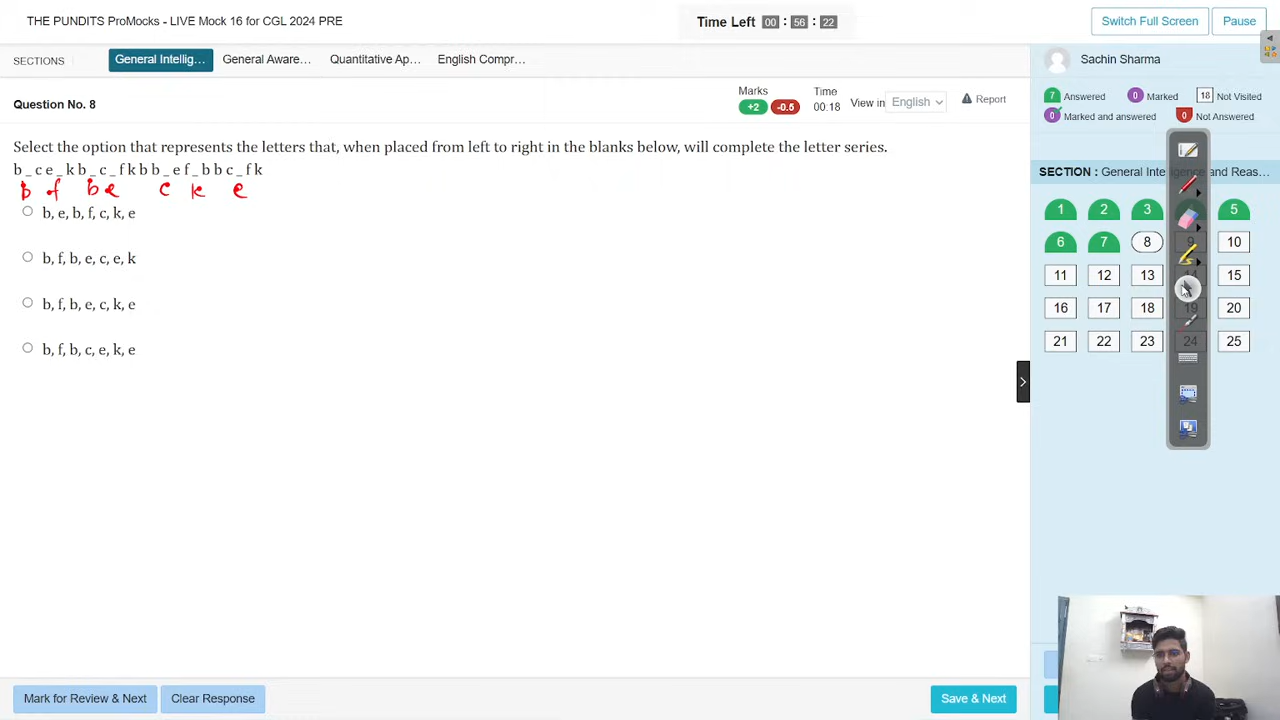 THE PUNDITS ProMocks - LIVE Mock 16 for CGL 2024 PRE
Time Left 00 : 56 : 22
Switch Full Screen
Pause
SECTIONS
General Intellig...
General Aware...
Quantitative Ap...
English Compr...
Sachin Sharma
Question No. 8
Marks
+2 -0.5
Time
00:18
View in English
Report
7 Answered
0 Marked
18 Not Visited
0 Marked and answered
0 Not Answered
Select the option that represents the letters that, when placed from left to right in the blanks below, will complete the letter series.
b _ c e _ k b _ c _ f k b b _ e f _ b b c _ f k
b f b e c k e
b, e, b, f, c, k, e
b, f, b, e, c, e, k
b, f, b, e, c, k, e
b, f, b, c, e, k, e
SECTION : General Intelligence and Reas...
1 2 3 5
6 7 8 9 10
11 12 13 14 15
16 17 18 19 20
21 22 23 24 25
Mark for Review & Next
Clear Response
Save & Next